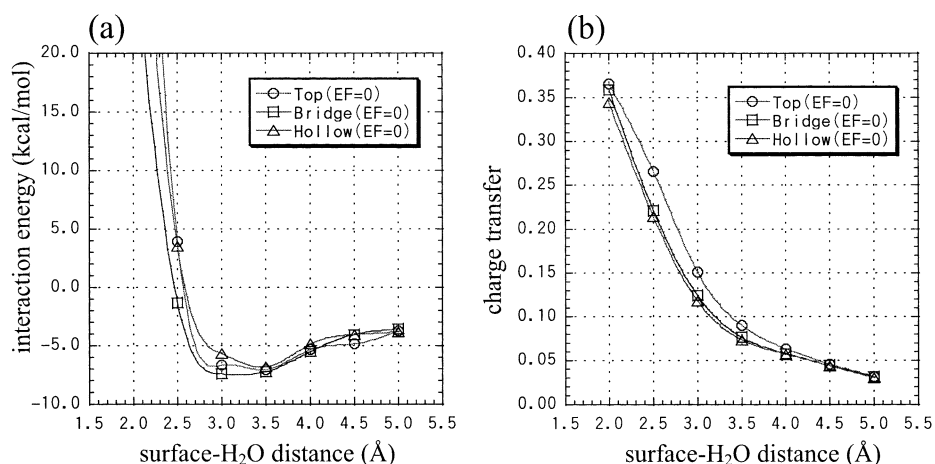 (a)
20.0
15.0
10.0
5.0
0.0
-5.0
-10.0
interaction energy (kcal/mol)
Top(EF=0)
Bridge(EF=0)
Hollow(EF=0)
1.5 2.0 2.5 3.0 3.5 4.0 4.5 5.0 5.5
surface-H₂O distance (Å)
(b)
0.40
0.35
0.30
0.25
0.20
0.15
0.10
0.05
0.00
charge transfer
Top(EF=0)
Bridge(EF=0)
Hollow(EF=0)
1.5 2.0 2.5 3.0 3.5 4.0 4.5 5.0 5.5
surface-H₂O distance (Å)